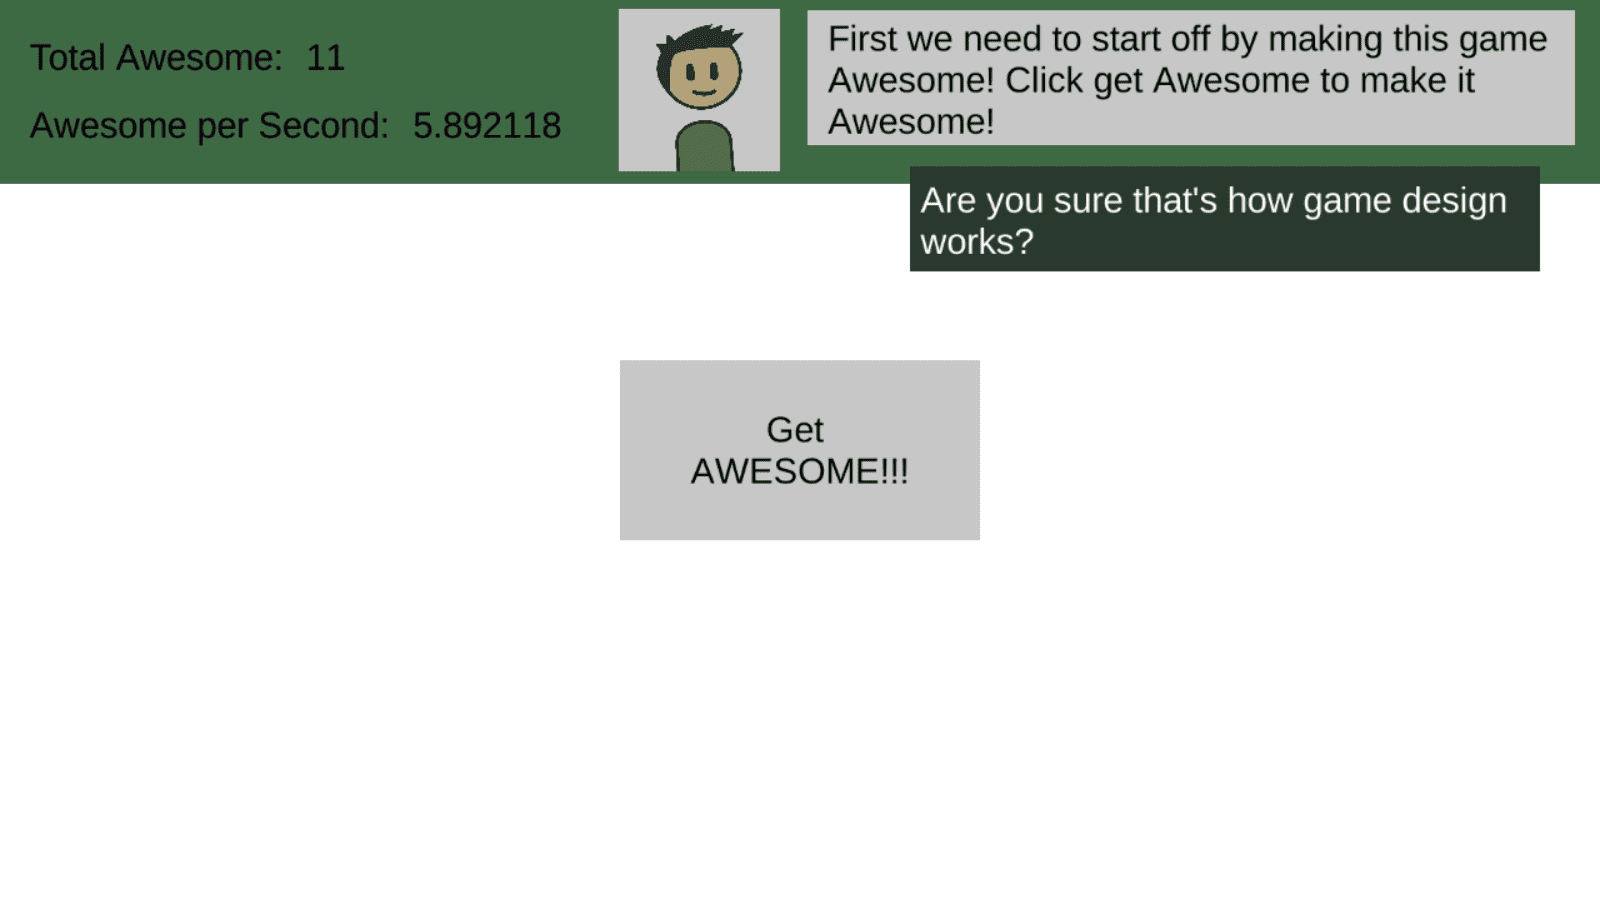 Total Awesome: 11
Awesome per Second: 5.892118
First we need to start off by making this game
Awesome! Click get Awesome to make it
Awesome!
Are you sure that's how game design
works?
Get
AWESOME!!!